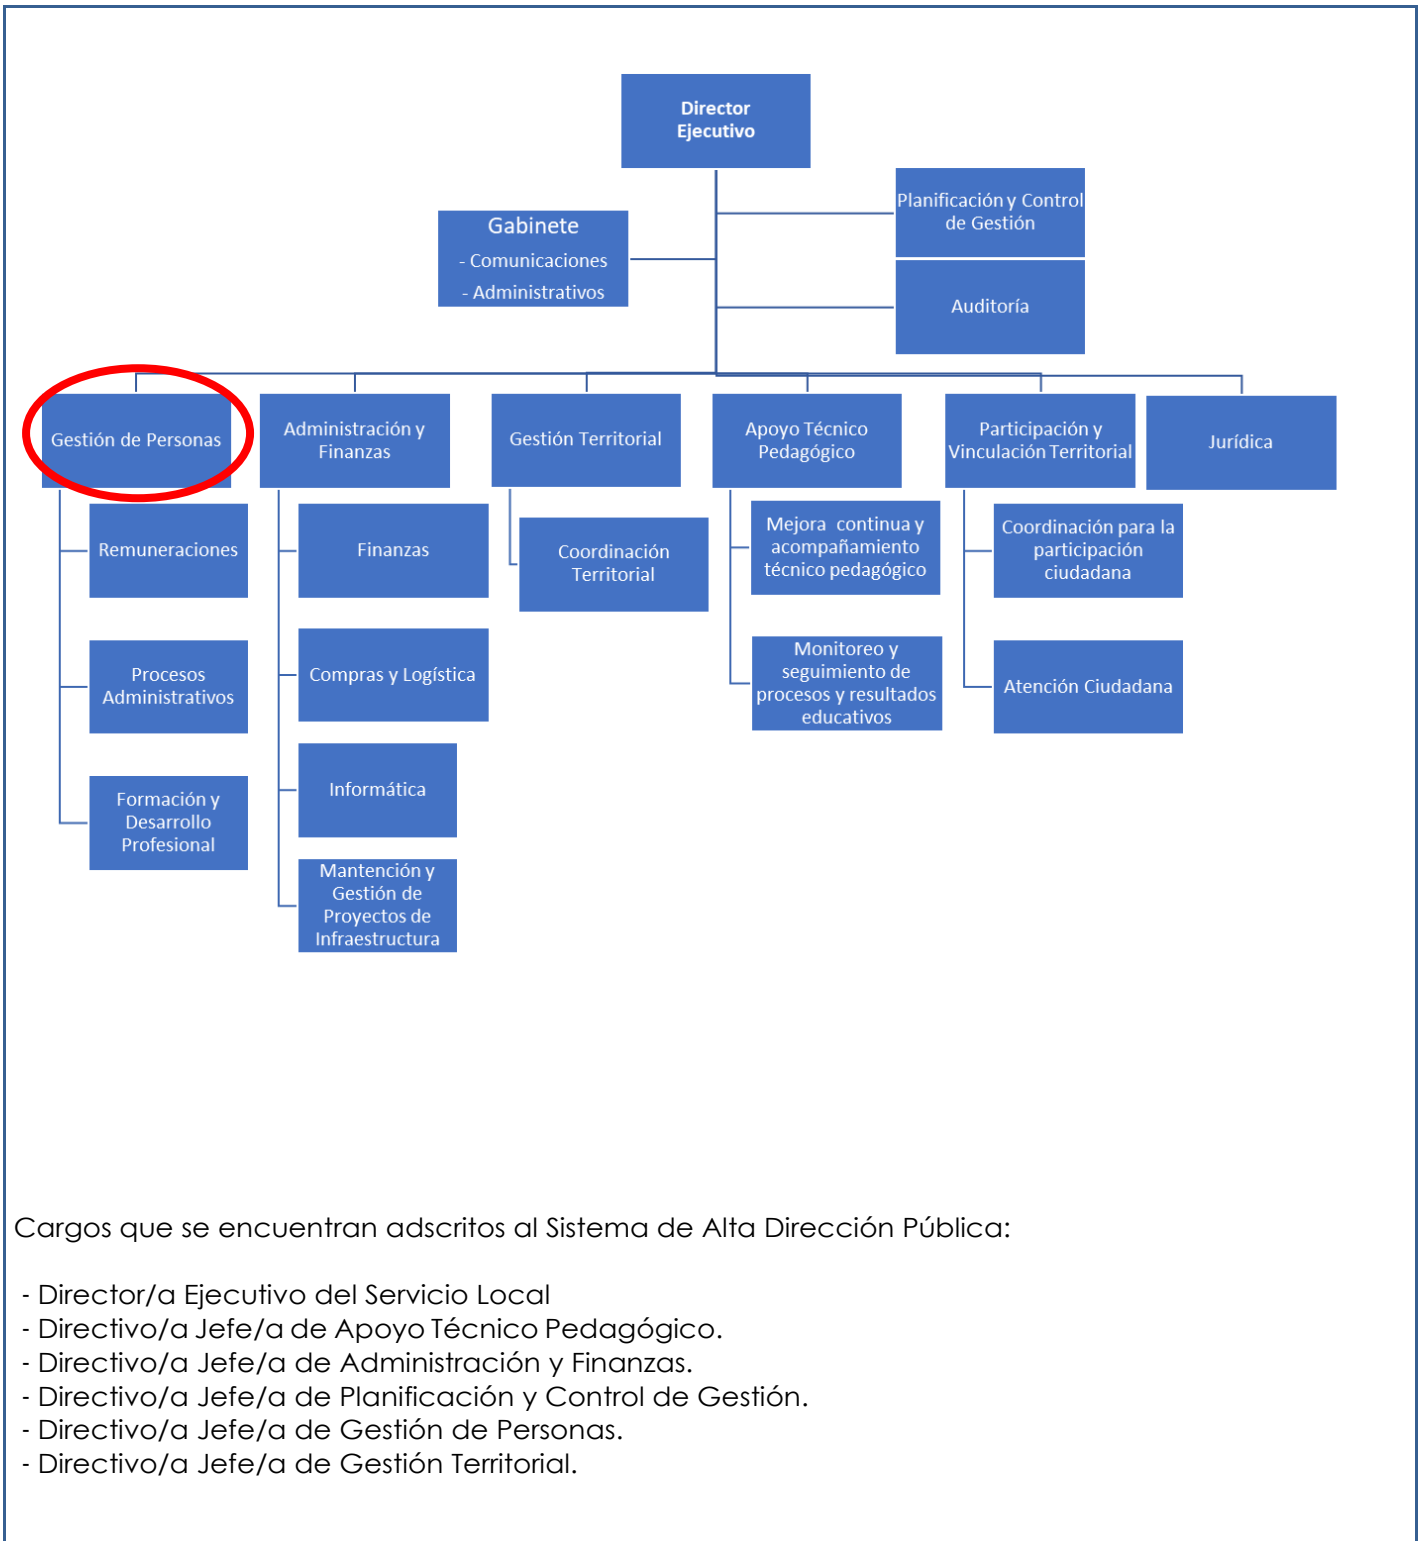 Director
Ejecutivo
Planificación y Control
de Gestión
Gabinete
- Comunicaciones
- Administrativos
Auditoría
Gestión de Personas
Administración y
Finanzas
Gestión Territorial
Apoyo Técnico
Pedagógico
Participación y
Vinculación Territorial
Jurídica
Remuneraciones
Procesos
Administrativos
Formación y
Desarrollo
Profesional
Finanzas
Compras y Logística
Informática
Mantención y
Gestión de
Proyectos de
Infraestructura
Coordinación
Territorial
Mejora continua y
acompañamiento
técnico pedagógico
Monitoreo y
seguimiento de
procesos y resultados
educativos
Coordinación para la
participación
ciudadana
Atención Ciudadana
Cargos que se encuentran adscritos al Sistema de Alta Dirección Pública:
- Director/a Ejecutivo del Servicio Local
- Directivo/a Jefe/a de Apoyo Técnico Pedagógico.
- Directivo/a Jefe/a de Administración y Finanzas.
- Directivo/a Jefe/a de Planificación y Control de Gestión.
- Directivo/a Jefe/a de Gestión de Personas.
- Directivo/a Jefe/a de Gestión Territorial.